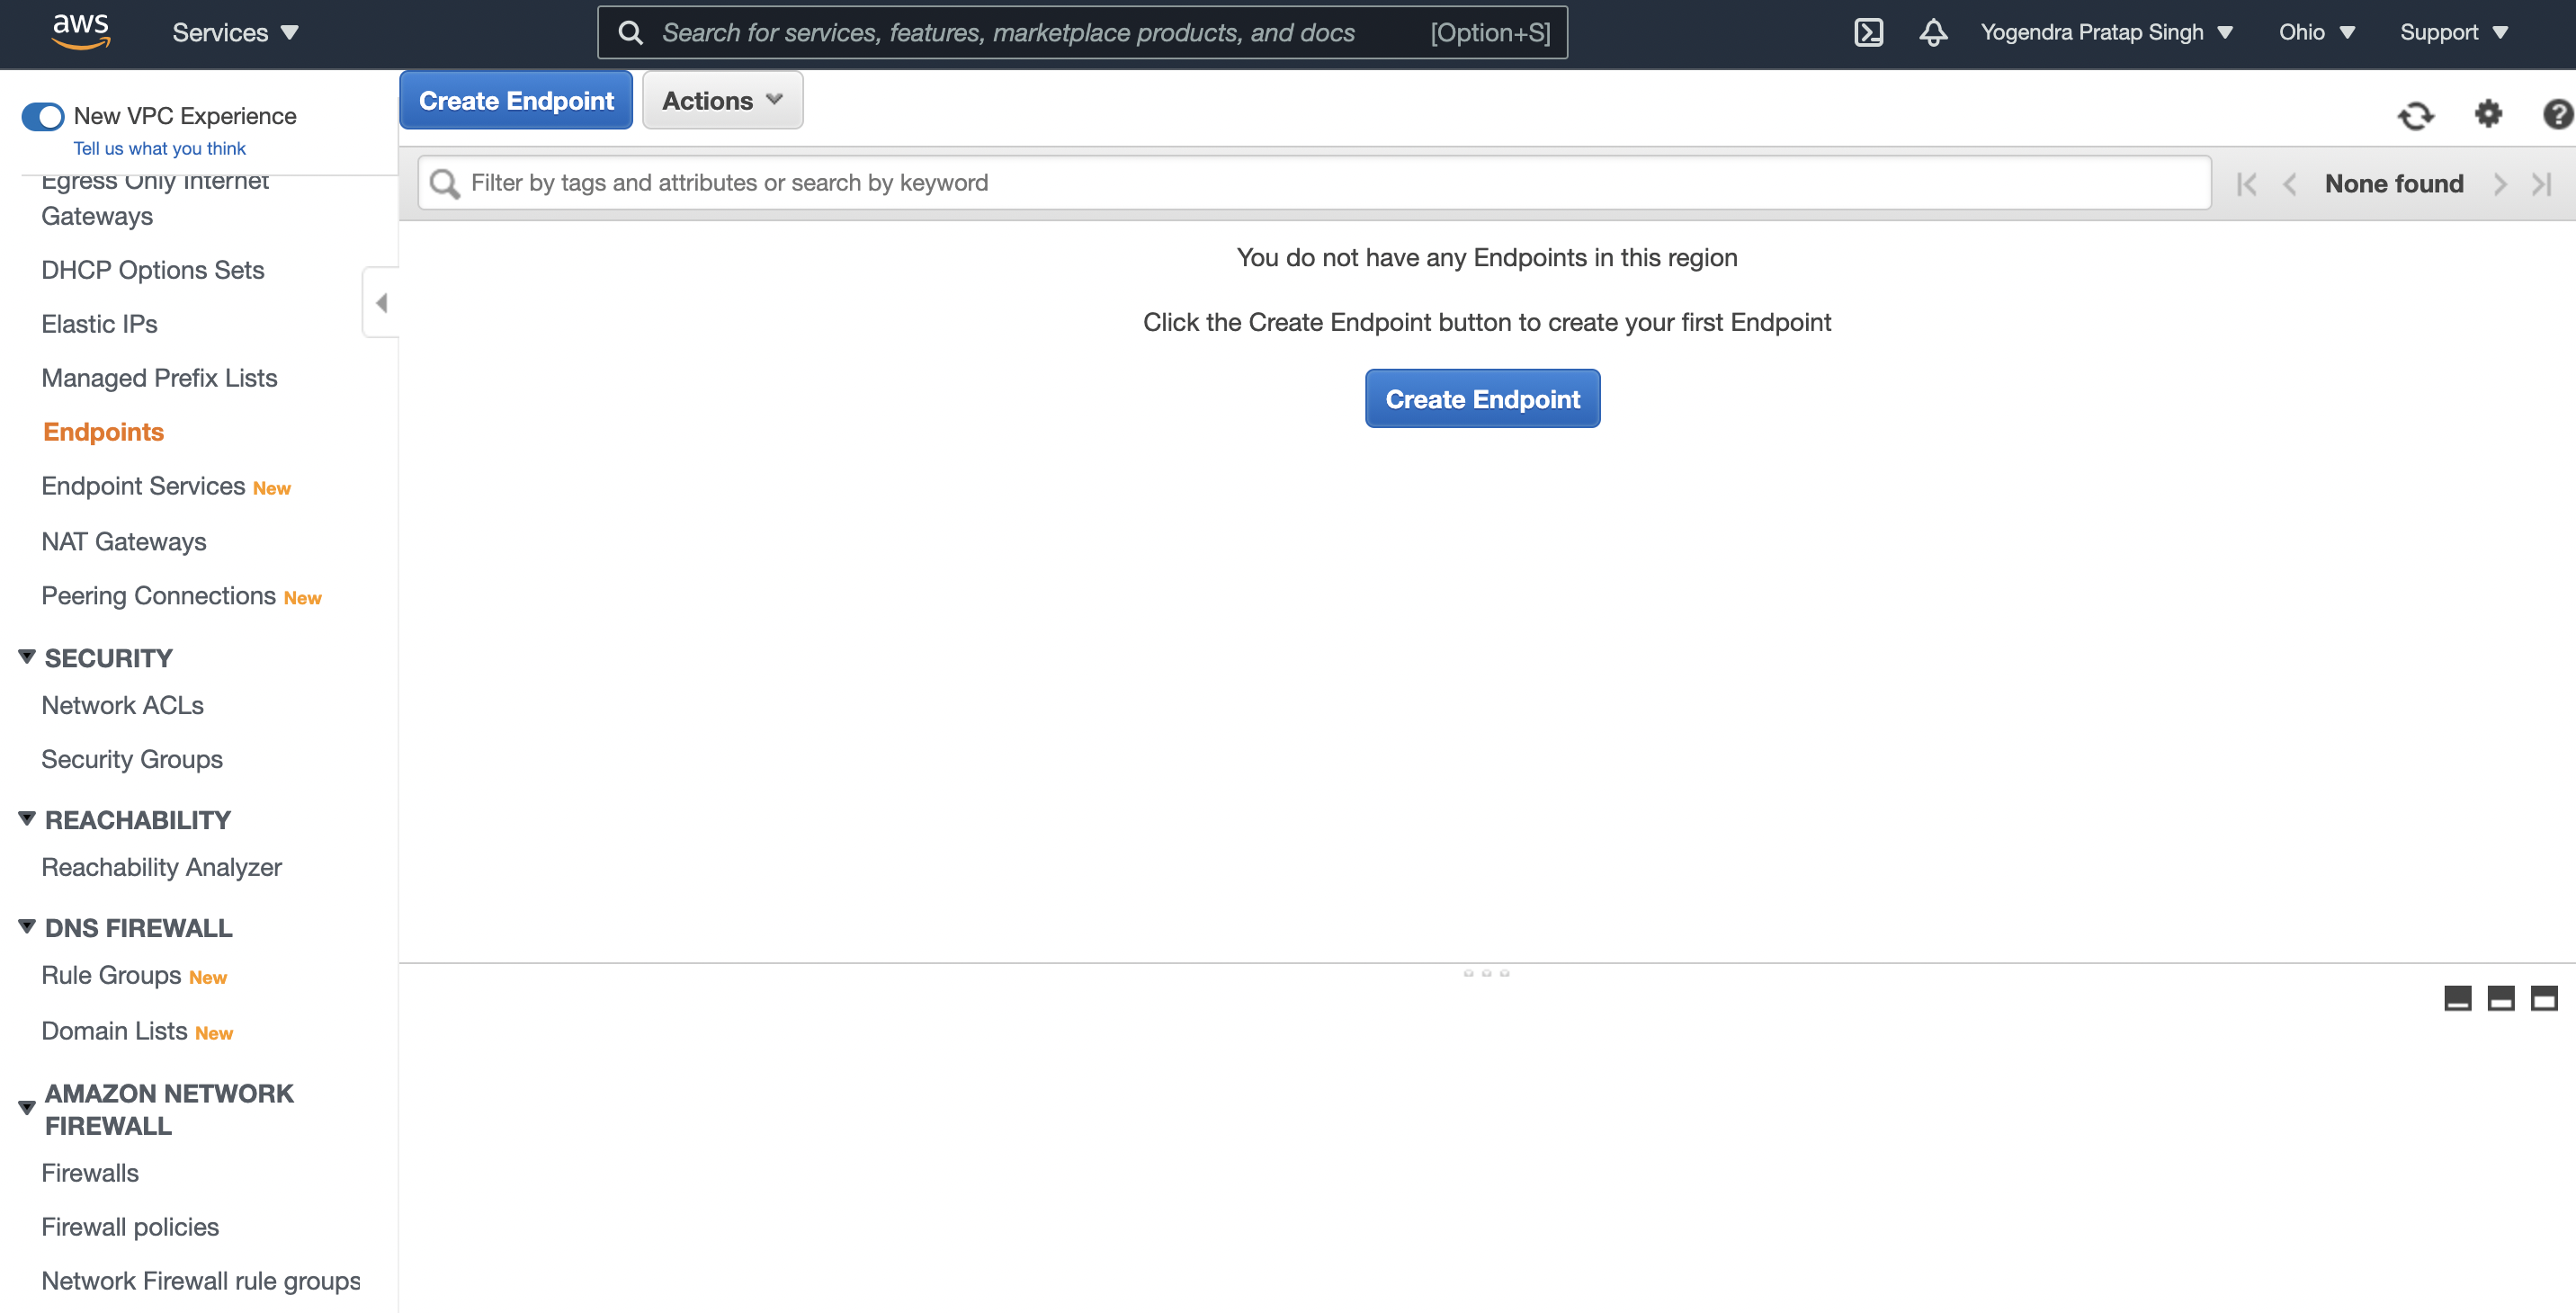 aws
Services
Search for services, features, marketplace products, and docs [Option+S]
Yogendra Pratap Singh
Ohio
Support
New VPC Experience
Tell us what you think
Egress Only Internet
Gateways
DHCP Options Sets
Elastic IPs
Managed Prefix Lists
Endpoints
Endpoint Services New
NAT Gateways
Peering Connections New
SECURITY
Network ACLs
Security Groups
REACHABILITY
Reachability Analyzer
DNS FIREWALL
Rule Groups New
Domain Lists New
AMAZON NETWORK
FIREWALL
Firewalls
Firewall policies
Network Firewall rule groups
Create Endpoint
Actions
Filter by tags and attributes or search by keyword
None found
You do not have any Endpoints in this region
Click the Create Endpoint button to create your first Endpoint
Create Endpoint